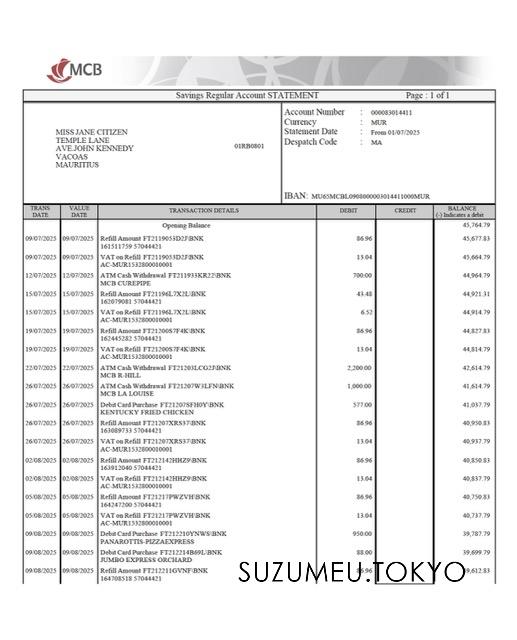 MCB
Savings Regular Account STATEMENT Page : 1 of 1
MISS JANE CITIZEN
TEMPLE LANE
AVE JOHN KENNEDY
VACOAS
MAURITIUS
01RB0801
Account Number : 000083014411
Currency : MUR
Statement Date : From 01/07/2025
Despatch Code : MA
IBAN: MU65MCBL0908000003014411000MUR
TRANS DATE VALUE DATE TRANSACTION DETAILS DEBIT CREDIT BALANCE (-) Indicates a debit
Opening Balance 45,764.79
09/07/2025 09/07/2025 Refill Amount FT2119053D2J\BNK 86.96 45,677.83
161511759 57044421
09/07/2025 09/07/2025 VAT on Refill FT2119053D2J\BNK 13.04 45,664.79
AC-MUR1532800010001
12/07/2025 12/07/2025 ATM Cash Withdrawal FT211933KR22\BNK 700.00 44,964.79
MCB CUREPIPE
15/07/2025 15/07/2025 Refill Amount FT21196L7X2L\BNK 43.48 44,921.31
162079081 57044421
15/07/2025 15/07/2025 VAT on Refill FT21196L7X2L\BNK 6.52 44,914.79
AC-MUR1532800010001
19/07/2025 19/07/2025 Refill Amount FT21200S7F4K\BNK 86.96 44,827.83
162445282 57044421
19/07/2025 19/07/2025 VAT on Refill FT21200S7F4K\BNK 13.04 44,814.79
AC-MUR1532800010001
22/07/2025 22/07/2025 ATM Cash Withdrawal FT21203LCG2J\BNK 2,200.00 42,614.79
MCB R-HILL
26/07/2025 26/07/2025 ATM Cash Withdrawal FT21207W3LFN\BNK 1,000.00 41,614.79
MCB LA LOUISE
26/07/2025 26/07/2025 Debit Card Purchase FT21207SFH0Y\BNK 577.00 41,037.79
KENTUCKY FRIED CHICKEN
26/07/2025 26/07/2025 Refill Amount FT21207XRS37\BNK 86.96 40,950.83
163089733 57044421
26/07/2025 26/07/2025 VAT on Refill FT21207XRS37\BNK 13.04 40,937.79
AC-MUR1532800010001
02/08/2025 02/08/2025 Refill Amount FT212142HHZ9\BNK 86.96 40,850.83
163912040 57044421
02/08/2025 02/08/2025 VAT on Refill FT212142HHZ9\BNK 13.04 40,837.79
AC-MUR1532800010001
05/08/2025 05/08/2025 Refill Amount FT21217PWZVH\BNK 86.96 40,750.83
164247200 57044421
05/08/2025 05/08/2025 VAT on Refill FT21217PWZVH\BNK 13.04 40,737.79
AC-MUR1532800010001
09/08/2025 09/08/2025 Debit Card Purchase FT212210YNWS\BNK 950.00 39,787.79
PANAROTTIS-PIZZAEXPRESS
09/08/2025 09/08/2025 Debit Card Purchase FT212214B69L\BNK 88.00 39,699.79
JUMBO EXPRESS ORCHARD
09/08/2025 09/08/2025 Refill Amount FT212211GVNF\BNK 86.96 39,612.83
164708518 57044421
SUZUMEU.TOKYO